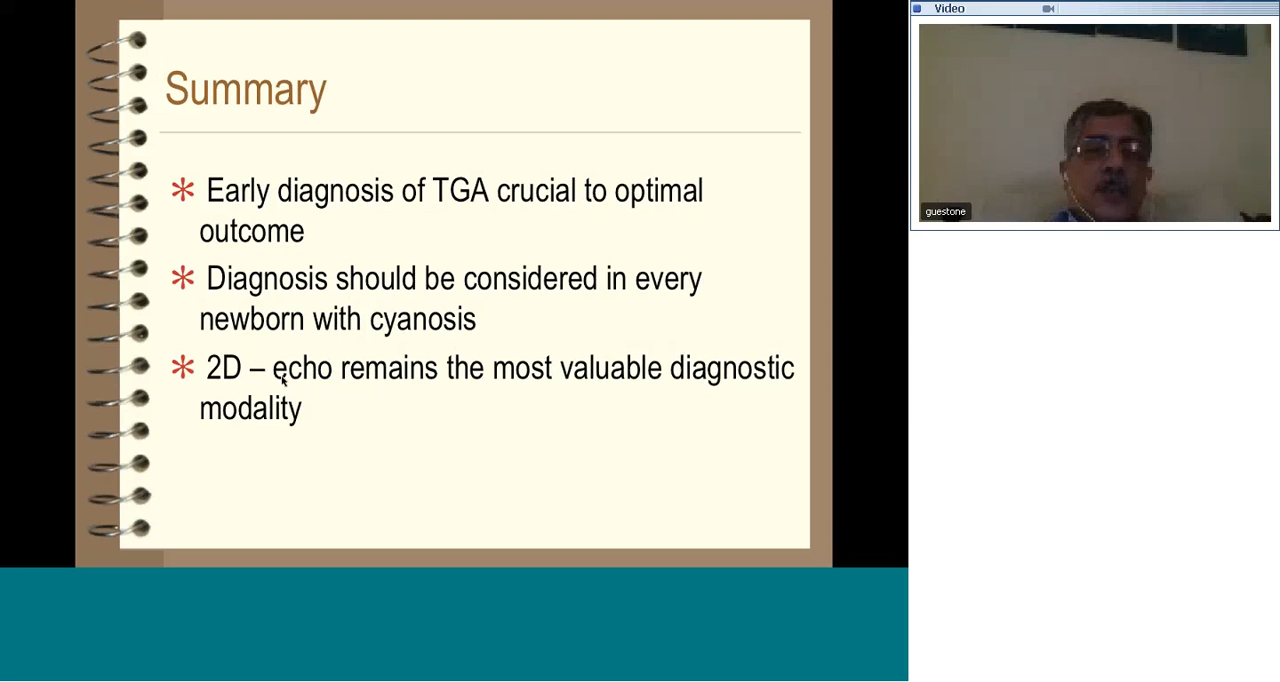 Summary
Early diagnosis of TGA crucial to optimal
outcome
Diagnosis should be considered in every
newborn with cyanosis
2D – echo remains the most valuable diagnostic
modality
Video
guestone